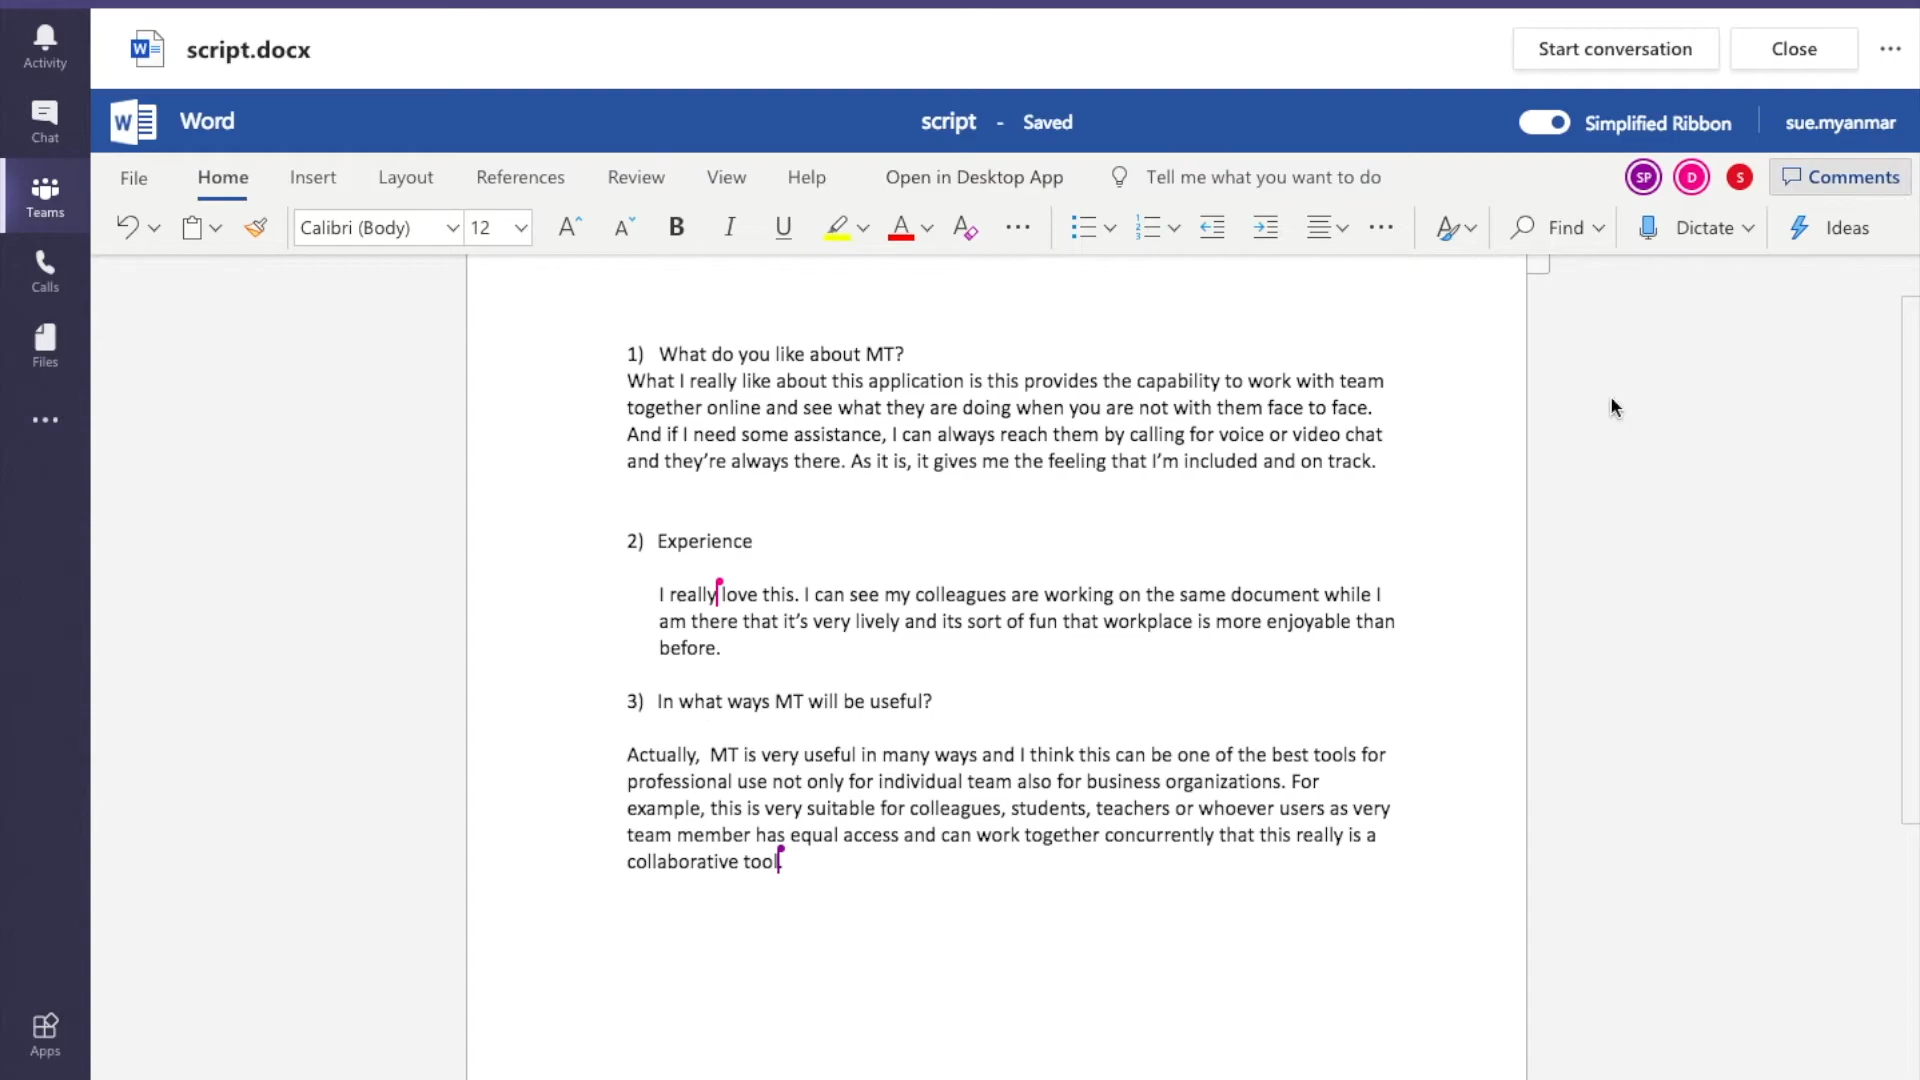 Activity
script.docx
Start conversation
Close
Word
script - Saved
Simplified Ribbon
sue.myanmar
Chat
File
Home
Insert
Layout
References
Review
View
Help
Open in Desktop App
Tell me what you want to do
SP
D
S
Comments
Teams
Calibri (Body)
12
Find
Dictate
Ideas
Calls
Files
1) What do you like about MT?
What I really like about this application is this provides the capability to work with team
together online and see what they are doing when you are not with them face to face.
And if I need some assistance, I can always reach them by calling for voice or video chat
and they’re always there. As it is, it gives me the feeling that I’m included and on track.
2) Experience
I really love this. I can see my colleagues are working on the same document while I
am there that it’s very lively and its sort of fun that workplace is more enjoyable than
before.
3) In what ways MT will be useful?
Actually,  MT is very useful in many ways and I think this can be one of the best tools for
professional use not only for individual team also for business organizations. For
example, this is very suitable for colleagues, students, teachers or whoever users as very
team member has equal access and can work together concurrently that this really is a
collaborative tool.
Apps